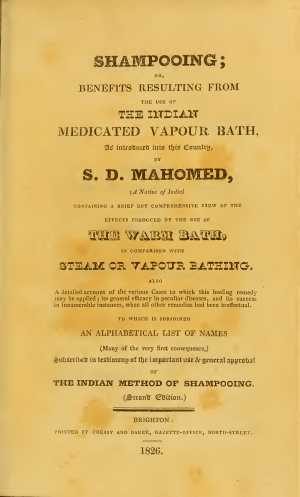 SHAMPOOING;
OR,
BENEFITS RESULTING FROM
THE USE OF
THE INDIAN
MEDICATED VAPOUR BATH,
As introduced into this Country,
BY
S. D. MAHOMED,
(A Native of India)
CONTAINING A BRIEF BUT COMPREHENSIVE VIEW OF THE
EFFECTS PRODUCED BY THE USE OF
THE WARM BATH,
IN COMPARISON WITH
STEAM OR VAPOUR BATHING.
ALSO
A detailed account of the various Cases to which this healing remedy
may be applied; its general efficacy in peculiar diseases, and its success
in innumerable instances, when all other remedies had been ineffectual.
TO WHICH IS SUBJOINED
AN ALPHABETICAL LIST OF NAMES
(Many of the very first consequence,)
Subscribed in testimony of the important use & general approval
OF
THE INDIAN METHOD OF SHAMPOOING.
(Second Edition.)
BRIGHTON:
PRINTED BY CREASY AND BAKER, GAZETTE-OFFICE, NORTH-STREET.
1826.